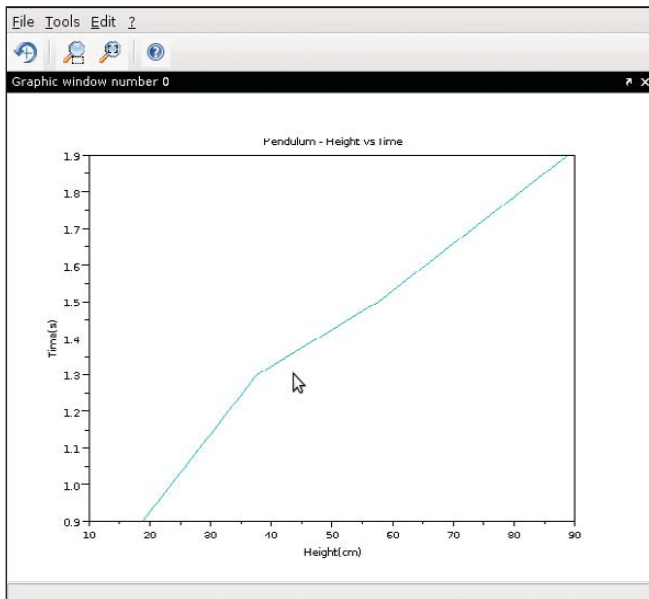 File Tools Edit ?
Graphic window number 0
Pendulum - Height vs Time
1.9
1.8
1.7
1.6
1.5
1.4
1.3
1.2
1.1
1.0
0.9
Time(s)
10 20 30 40 50 60 70 80 90
Height(cm)